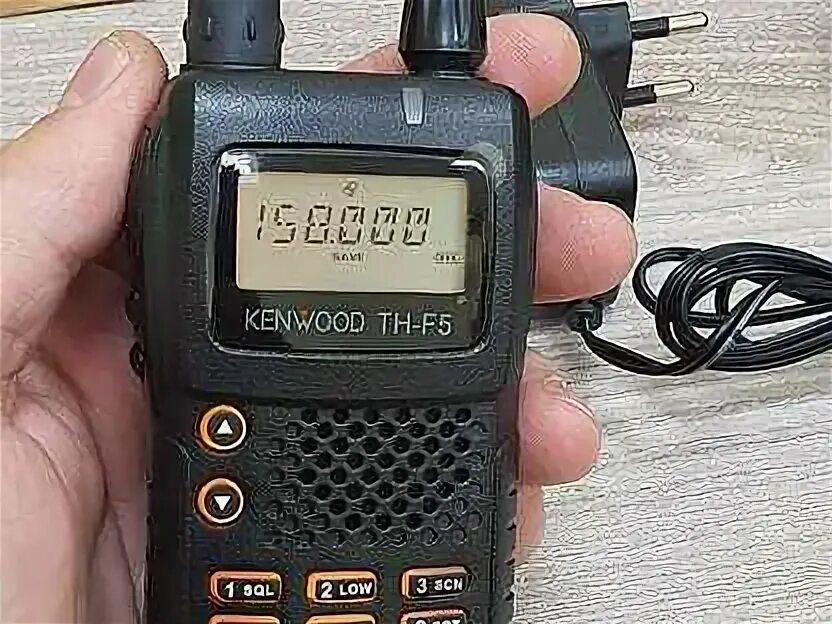 158.000
KENWOOD TH-F5
1 SQL 2 LOW 3 SCN